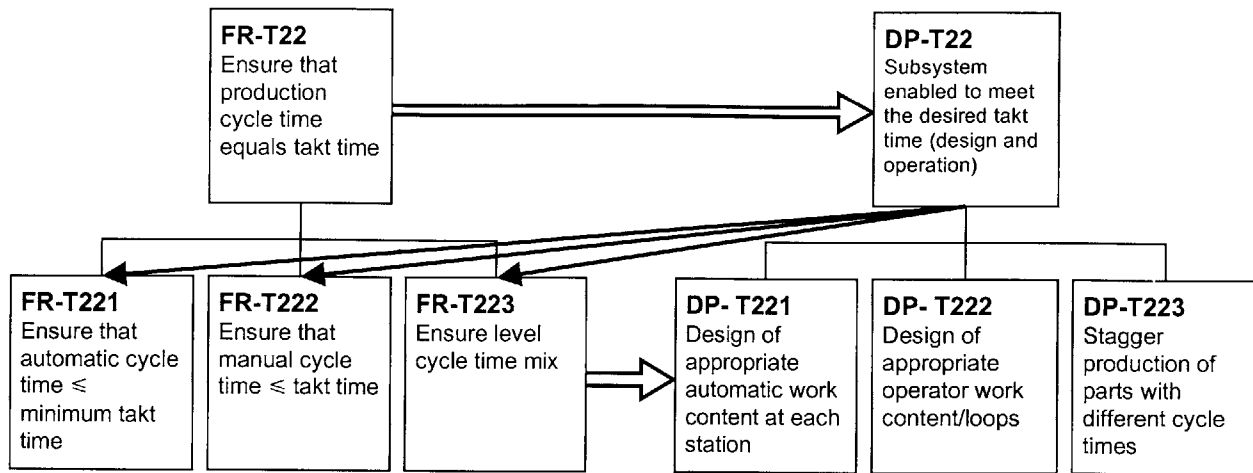 FR-T22
Ensure that
production
cycle time
equals takt time
DP-T22
Subsystem
enabled to meet
the desired takt
time (design and
operation)
FR-T221
Ensure that
automatic cycle
time ⩽
minimum takt
time
FR-T222
Ensure that
manual cycle
time ⩽ takt time
FR-T223
Ensure level
cycle time mix
DP- T221
Design of
appropriate
automatic work
content at each
station
DP- T222
Design of
appropriate
operator work
content/loops
DP-T223
Stagger
production of
parts with
different cycle
times